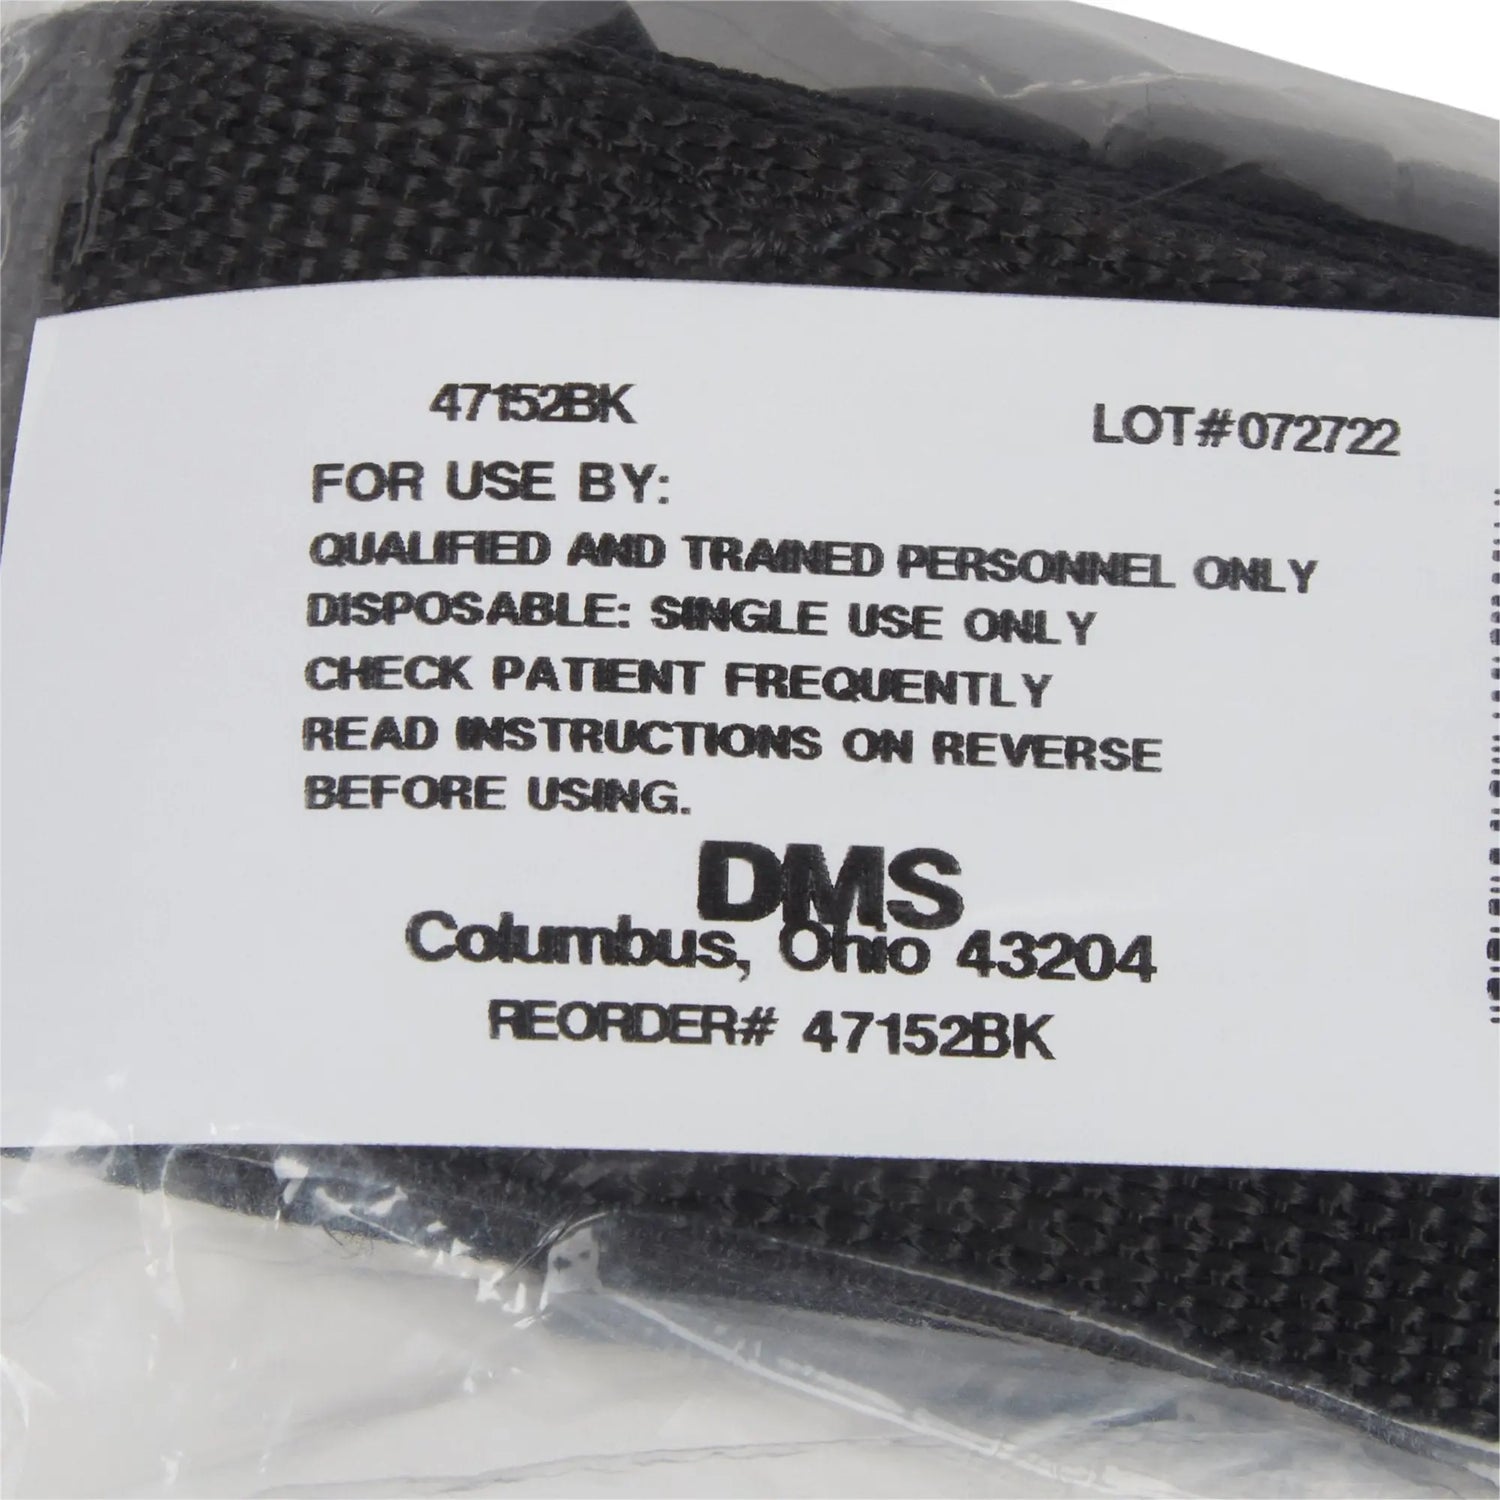 47152BK LOT#072722
FOR USE BY:
QUALIFIED AND TRAINED PERSONNEL ONLY
DISPOSABLE: SINGLE USE ONLY
CHECK PATIENT FREQUENTLY
READ INSTRUCTIONS ON REVERSE
BEFORE USING.
DMS
Columbus, Ohio 43204
REORDER# 47152BK